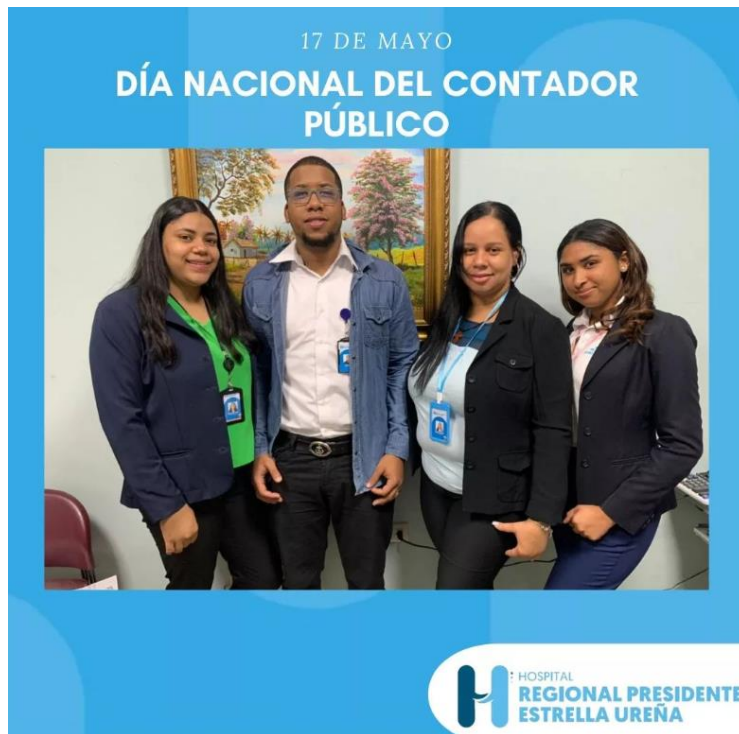 17 DE MAYO
DÍA NACIONAL DEL CONTADOR
PÚBLICO
HOSPITAL
REGIONAL PRESIDENTE
ESTRELLA UREÑA